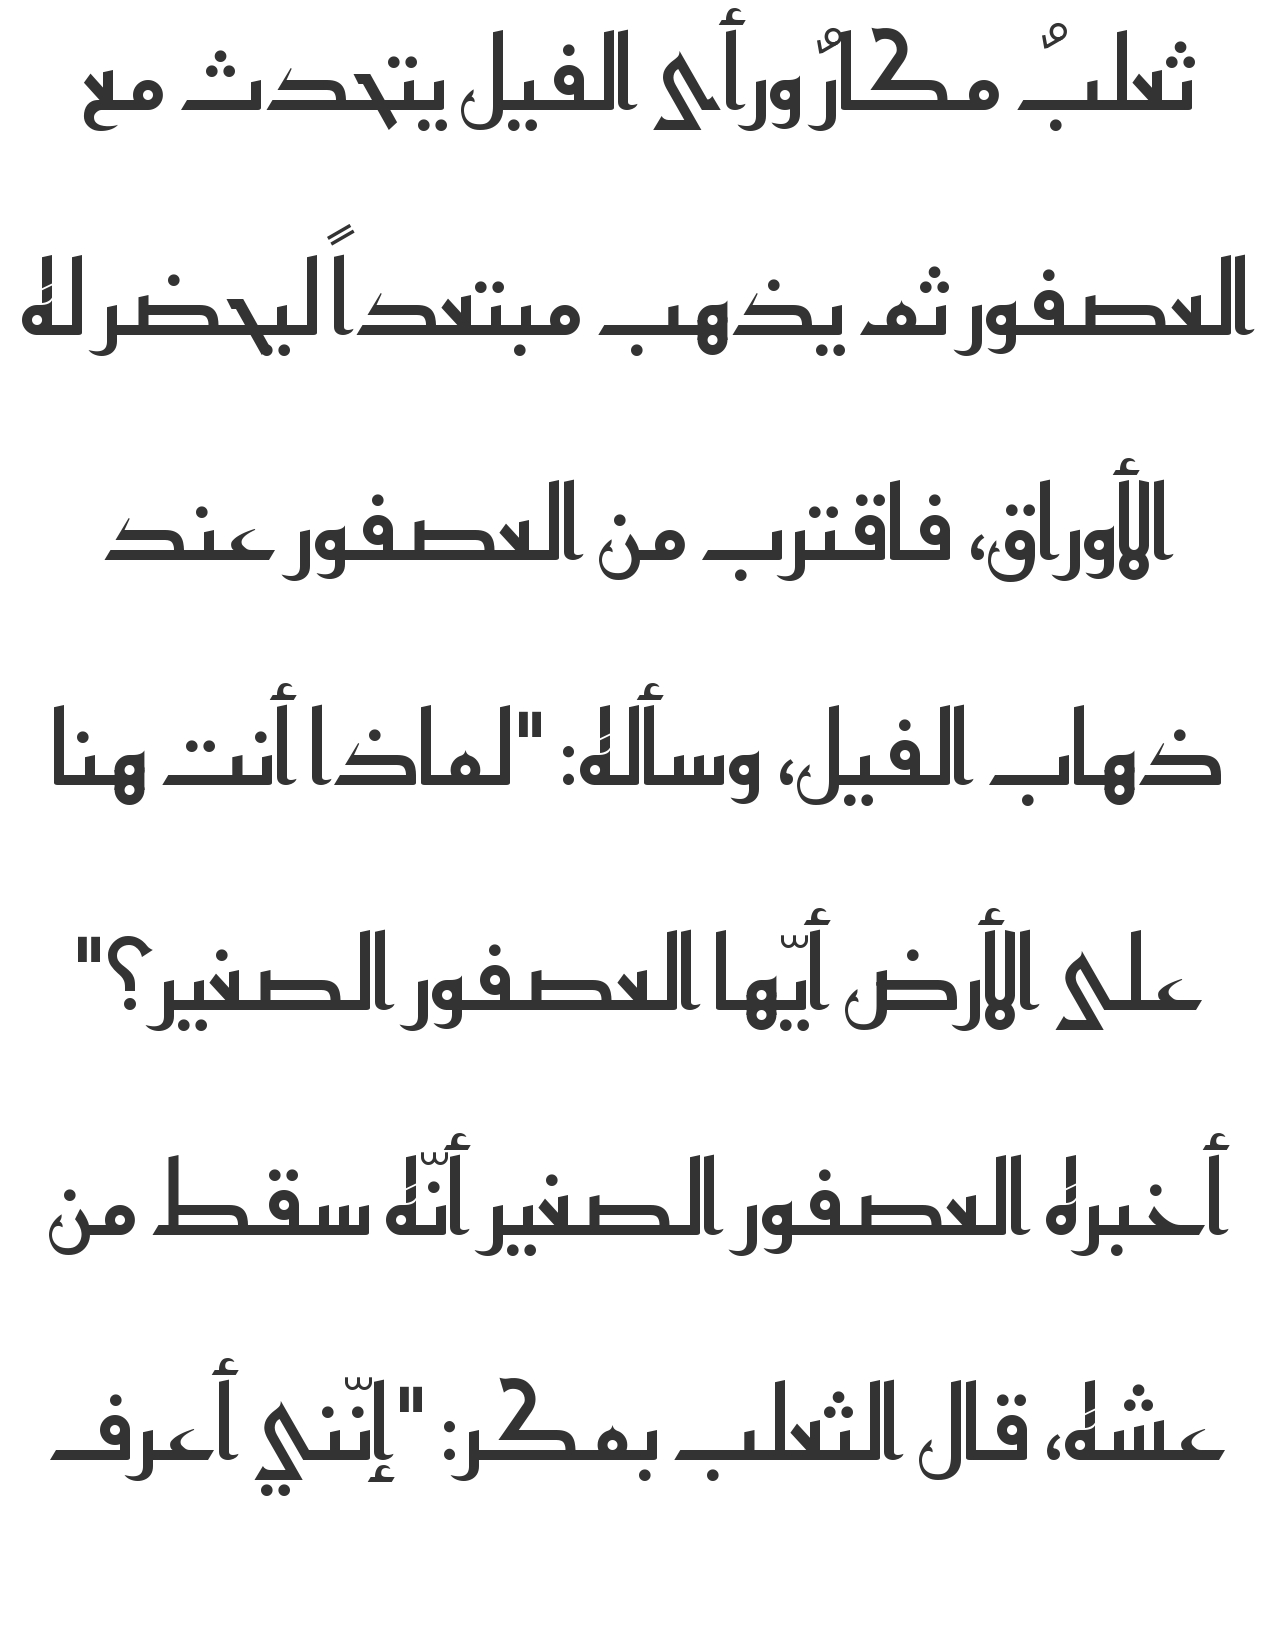 ثعلبٌ مكارٌ ورأى الفيل يتحدث مع
العصفور ثم يذهب مبتعداً ليحضر له
الأوراق، فاقترب من العصفور عند
ذهاب الفيل، وسأله: "لماذا أنت هنا
على الأرض أيّها العصفور الصغير؟"
أخبره العصفور الصغير أنّه سقط من
عشه، قال الثعلب بمكر: "إنّني أعرف